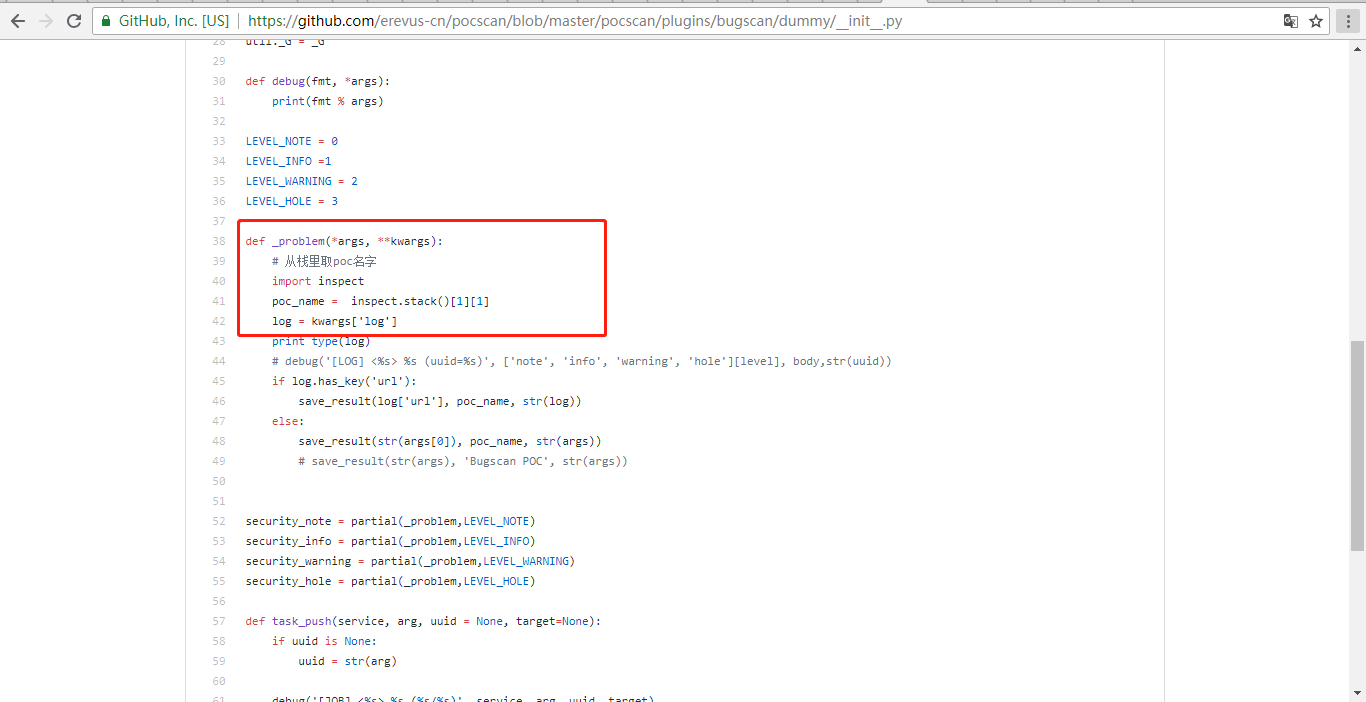 GitHub, Inc. [US] https://github.com/erevus-cn/pocscan/blob/master/pocscan/plugins/bugscan/dummy/__init__.py
28 util._G = _G
29
30 def debug(fmt, *args):
31     print(fmt % args)
32
33 LEVEL_NOTE = 0
34 LEVEL_INFO =1
35 LEVEL_WARNING = 2
36 LEVEL_HOLE = 3
37
38 def _problem(*args, **kwargs):
39     # 从栈里取poc名字
40     import inspect
41     poc_name =  inspect.stack()[1][1]
42     log = kwargs['log']
43     print type(log)
44     # debug('[LOG] <%s> %s (uuid=%s)', ['note', 'info', 'warning', 'hole'][level], body,str(uuid))
45     if log.has_key('url'):
46         save_result(log['url'], poc_name, str(log))
47     else:
48         save_result(str(args[0]), poc_name, str(args))
49         # save_result(str(args), 'Bugscan POC', str(args))
50
51
52 security_note = partial(_problem,LEVEL_NOTE)
53 security_info = partial(_problem,LEVEL_INFO)
54 security_warning = partial(_problem,LEVEL_WARNING)
55 security_hole = partial(_problem,LEVEL_HOLE)
56
57 def task_push(service, arg, uuid = None, target=None):
58     if uuid is None:
59         uuid = str(arg)
60
61     debug('[JOB] <%s> %s (%s/%s)', service, arg, uuid, target)